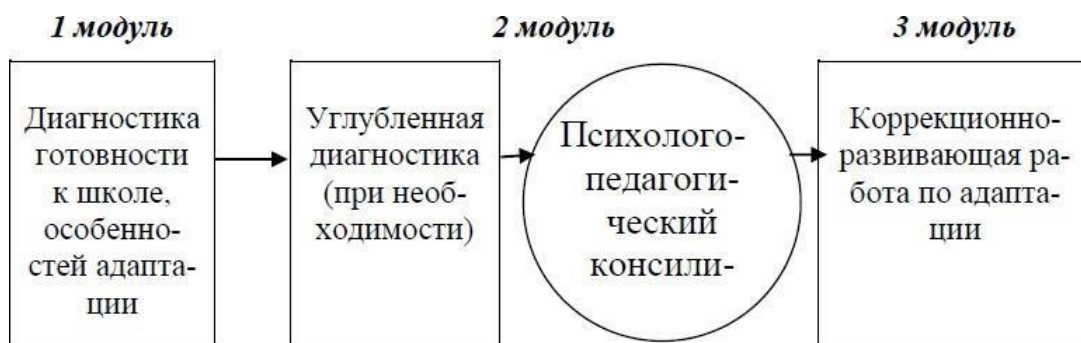 1 модуль
2 модуль
3 модуль
Диагностика
готовности
к школе,
особенно-
стей адапта-
ции
Углубленная
диагностика
(при необ-
ходимости)
Психолого-
педагоги-
ческий
консили-
Коррекционно-
развивающая ра-
бота по адапта-
ции